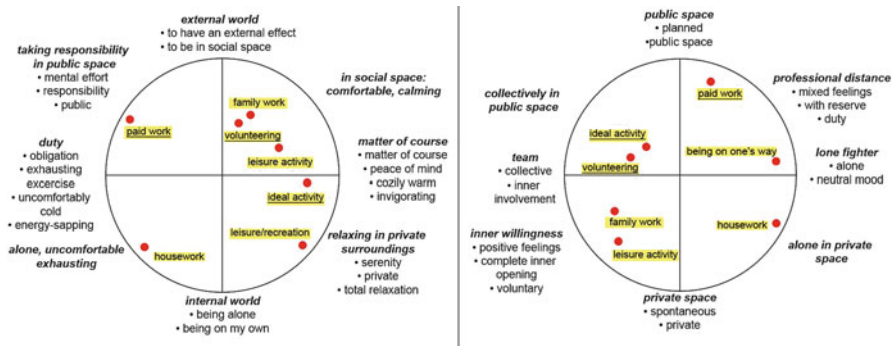 external world
• to have an external effect
• to be in social space
taking responsibility
in public space
• mental effort
• responsibility
• public
in social space:
comfortable, calming
family work
paid work
volunteering
leisure activity
duty
• obligation
• exhausting
excercise
• uncomfortably
cold
• energy-sapping
matter of course
• matter of course
• peace of mind
• cozily warm
• invigorating
ideal activity
leisure/recreation
housework
alone, uncomfortable
exhausting
relaxing in private
surroundings
• serenity
• private
• total relaxation
internal world
• being alone
• being on my own
public space
• planned
• public space
collectively in
public space
professional distance
• mixed feelings
• with reserve
• duty
paid work
ideal activity
volunteering
being on one's way
team
• collective
• inner
involvement
lone fighter
• alone
• neutral mood
family work
housework
leisure activity
inner willingness
• positive feelings
• complete inner
opening
• voluntary
alone in private
space
private space
• spontaneous
• private